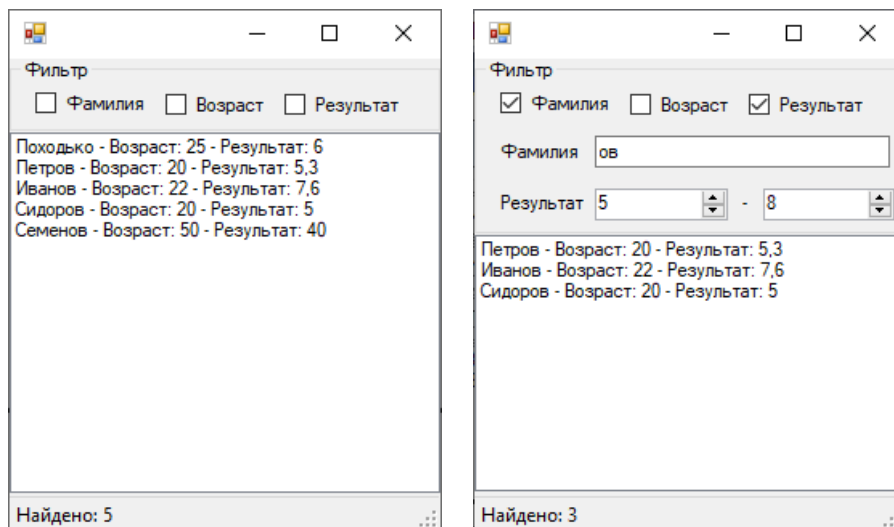 Фильтр
Фамилия Возраст Результат
Походько - Возраст: 25 - Результат: 6
Петров - Возраст: 20 - Результат: 5,3
Иванов - Возраст: 22 - Результат: 7,6
Сидоров - Возраст: 20 - Результат: 5
Семенов - Возраст: 50 - Результат: 40
Найдено: 5
Фильтр
Фамилия Возраст Результат
Фамилия ов
Результат 5 - 8
Петров - Возраст: 20 - Результат: 5,3
Иванов - Возраст: 22 - Результат: 7,6
Сидоров - Возраст: 20 - Результат: 5
Найдено: 3